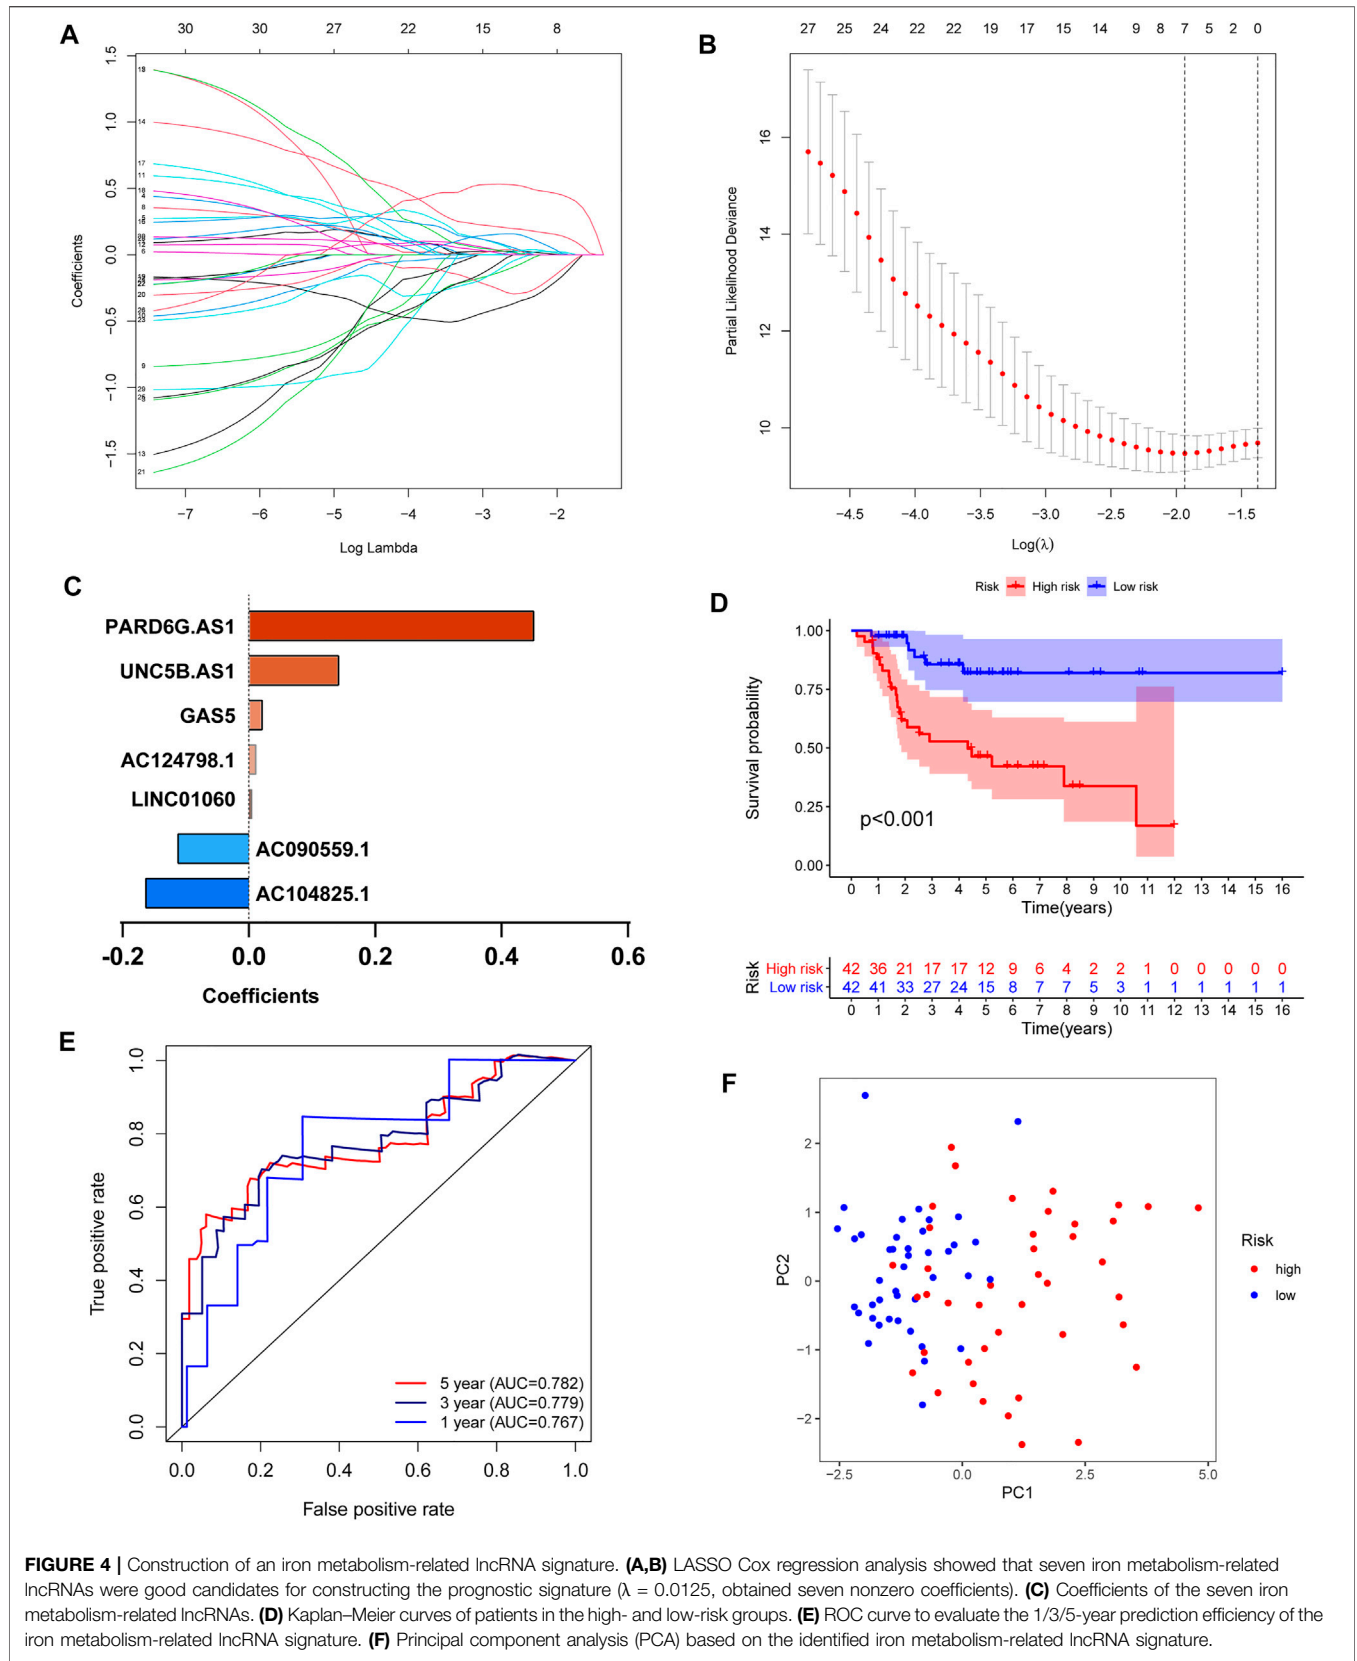 A
30 30 27 22 15 8
1.5
1.0
0.5
0.0
−0.5
−1.0
−1.5
Coefficients
14
17
11
4
8
6
22
20
23
9
29
13
21
−7 −6 −5 −4 −3 −2
Log Lambda
B
27 25 24 22 22 19 17 15 14 9 8 7 5 2 0
16
14
12
10
Partial Likelihood Deviance
−4.5 −4.0 −3.5 −3.0 −2.5 −2.0 −1.5
Log(λ)
C
PARD6G.AS1
UNC5B.AS1
GAS5
AC124798.1
LINC01060
AC090559.1
AC104825.1
-0.2 0.0 0.2 0.4 0.6
Coefficients
D
Risk High risk Low risk
1.00
0.75
0.50
0.25
0.00
Survival probability
p<0.001
0 1 2 3 4 5 6 7 8 9 10 11 12 13 14 15 16
Time(years)
Risk
High risk 42 36 21 17 17 12 9 6 4 2 2 1 0 0 0 0 0
Low risk 42 41 33 27 24 15 8 7 7 5 3 1 1 1 1 1 1
0 1 2 3 4 5 6 7 8 9 10 11 12 13 14 15 16
Time(years)
E
1.0
0.8
0.6
0.4
0.2
0.0
True positive rate
5 year (AUC=0.782)
3 year (AUC=0.779)
1 year (AUC=0.767)
0.0 0.2 0.4 0.6 0.8 1.0
False positive rate
F
2
1
0
−1
−2
PC2
−2.5 0.0 2.5 5.0
PC1
Risk
high
low
FIGURE 4 | Construction of an iron metabolism-related lncRNA signature. (A,B) LASSO Cox regression analysis showed that seven iron metabolism-related
lncRNAs were good candidates for constructing the prognostic signature (λ = 0.0125, obtained seven nonzero coefficients). (C) Coefficients of the seven iron
metabolism-related lncRNAs. (D) Kaplan–Meier curves of patients in the high- and low-risk groups. (E) ROC curve to evaluate the 1/3/5-year prediction efficiency of the
iron metabolism-related lncRNA signature. (F) Principal component analysis (PCA) based on the identified iron metabolism-related lncRNA signature.